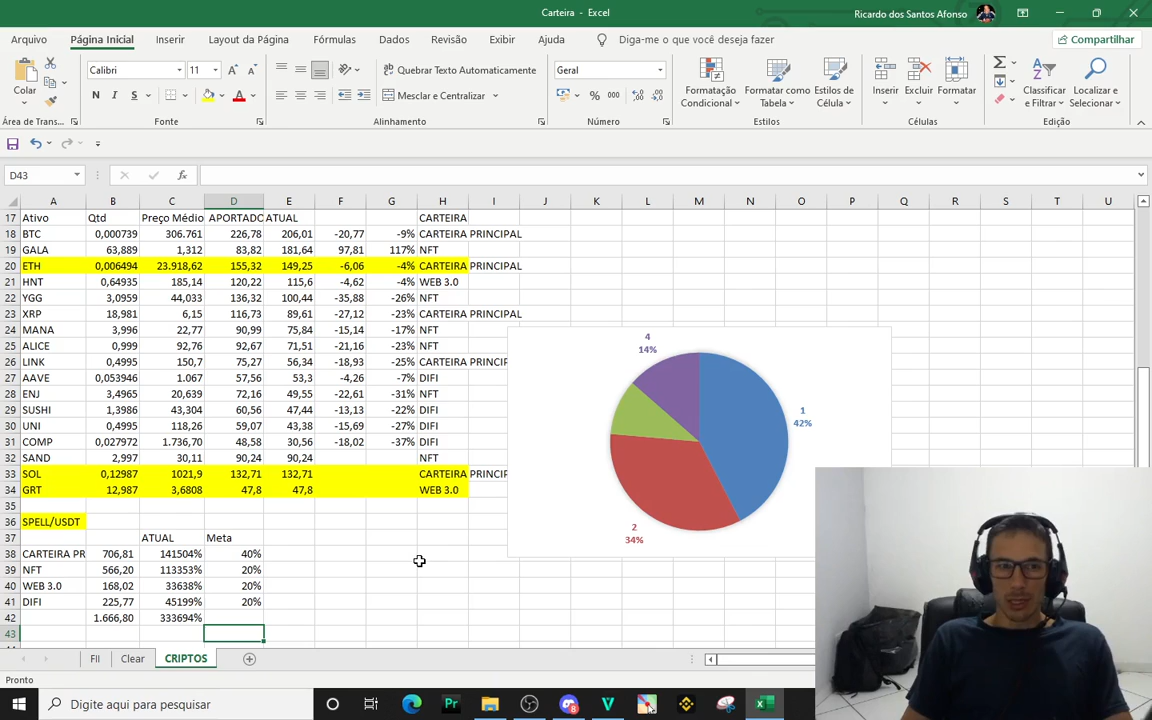 Carteira - Excel
Ricardo dos Santos Afonso
Arquivo Página Inicial Inserir Layout da Página Fórmulas Dados Revisão Exibir Ajuda Diga-me o que você deseja fazer Compartilhar
Colar
Calibri 11
N I S
Quebrar Texto Automaticamente
Mesclar e Centralizar
Geral
% 000
Formatação Condicional
Formatar como Tabela
Estilos de Célula
Inserir Excluir Formatar
Classificar e Filtrar
Localizar e Selecionar
Área de Trans... Fonte Alinhamento Número Estilos Células Edição
D43 fx
A B C D E F G H I J K L M N O P Q R S T U
17 Ativo Qtd Preço Médio APORTADO ATUAL CARTEIRA
18 BTC 0,000739 306.761 226,78 206,01 -20,77 -9% CARTEIRA PRINCIPAL
19 GALA 63,889 1,312 83,82 181,64 97,81 117% NFT
20 ETH 0,006494 23.918,62 155,32 149,25 -6,06 -4% CARTEIRA PRINCIPAL
21 HNT 0,64935 185,14 120,22 115,6 -4,62 -4% WEB 3.0
22 YGG 3,0959 44,033 136,32 100,44 -35,88 -26% NFT
23 XRP 18,981 6,15 116,73 89,61 -27,12 -23% CARTEIRA PRINCIPAL
24 MANA 3,996 22,77 90,99 75,84 -15,14 -17% NFT
25 ALICE 0,999 92,76 92,67 71,51 -21,16 -23% NFT
26 LINK 0,4995 150,7 75,27 56,34 -18,93 -25% CARTEIRA PRINCIP
27 AAVE 0,053946 1.067 57,56 53,3 -4,26 -7% DIFI
28 ENJ 3,4965 20,639 72,16 49,55 -22,61 -31% NFT
29 SUSHI 1,3986 43,304 60,56 47,44 -13,13 -22% DIFI
30 UNI 0,4995 118,26 59,07 43,38 -15,69 -27% DIFI
31 COMP 0,027972 1.736,70 48,58 30,56 -18,02 -37% DIFI
32 SAND 2,997 30,11 90,24 90,24 NFT
33 SOL 0,12987 1021,9 132,71 132,71 CARTEIRA PRINCIP
34 GRT 12,987 3,6808 47,8 47,8 WEB 3.0
35
36 SPELL/USDT
37 ATUAL Meta
38 CARTEIRA PR 706,81 141504% 40%
39 NFT 566,20 113353% 20%
40 WEB 3.0 168,02 33638% 20%
41 DIFI 225,77 45199% 20%
42 1.666,80 333694%
43
4
14%
1
42%
2
34%
FII Clear CRIPTOS
Pronto
Digite aqui para pesquisar